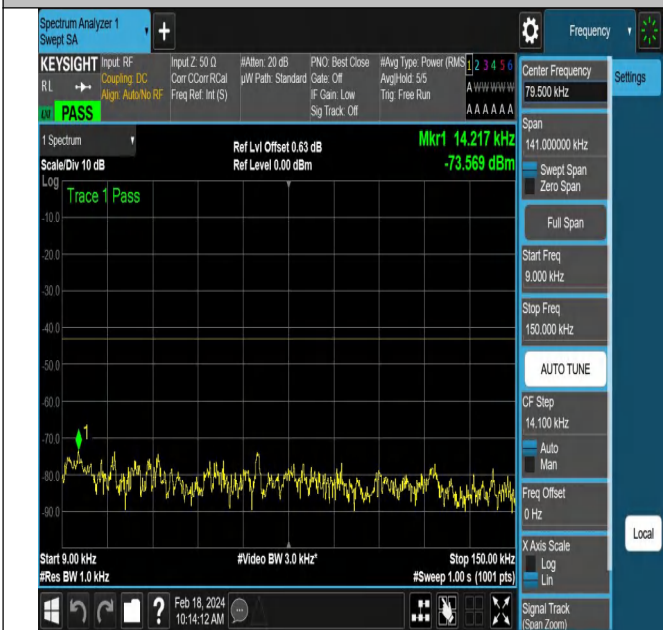 Spectrum Analyzer 1
Swept SA
+
Frequency
KEYSIGHT
Input: RF
Coupling: DC
Align: Auto/No RF
Input Z: 50 Ω
Corr CCorr RCal
Freq Ref: Int (S)
#Atten: 20 dB
µW Path: Standard
PNO: Best Close
Gate: Off
IF Gain: Low
Sig Track: Off
#Avg Type: Power (RMS
Avg|Hold: 5/5
Trig: Free Run
1 2 3 4 5 6
A W W W W W
A A A A A A
R L
LXI
PASS
1 Spectrum
Scale/Div 10 dB
Ref Lvl Offset 0.63 dB
Ref Level 0.00 dBm
Mkr1 14.217 kHz
-73.569 dBm
Log
Trace 1 Pass
-10.0
-20.0
-30.0
-40.0
-50.0
-60.0
-70.0
-80.0
-90.0
1
Start 9.00 kHz
#Res BW 1.0 kHz
#Video BW 3.0 kHz*
Stop 150.00 kHz
#Sweep 1.00 s (1001 pts)
?
Feb 18, 2024
10:14:12 AM
Center Frequency
79.500 kHz
Settings
Span
141.000000 kHz
Swept Span
Zero Span
Full Span
Start Freq
9.000 kHz
Stop Freq
150.000 kHz
AUTO TUNE
CF Step
14.100 kHz
Auto
Man
Freq Offset
0 Hz
X Axis Scale
Log
Lin
Signal Track
(Span Zoom)
Local